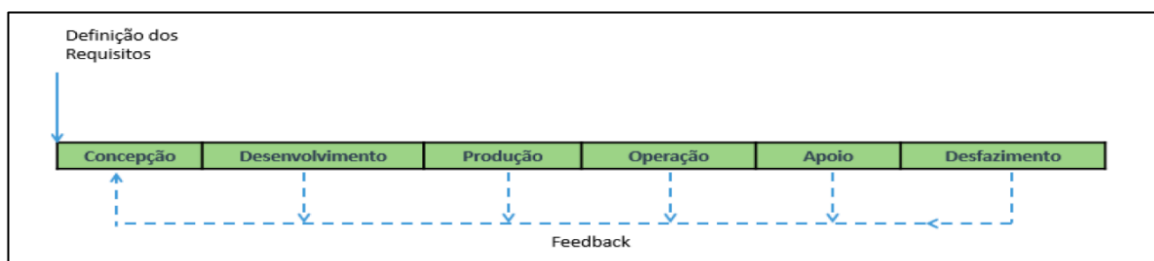 Definição dos
Requisitos
Concepção Desenvolvimento Produção Operação Apoio Desfazimento
Feedback